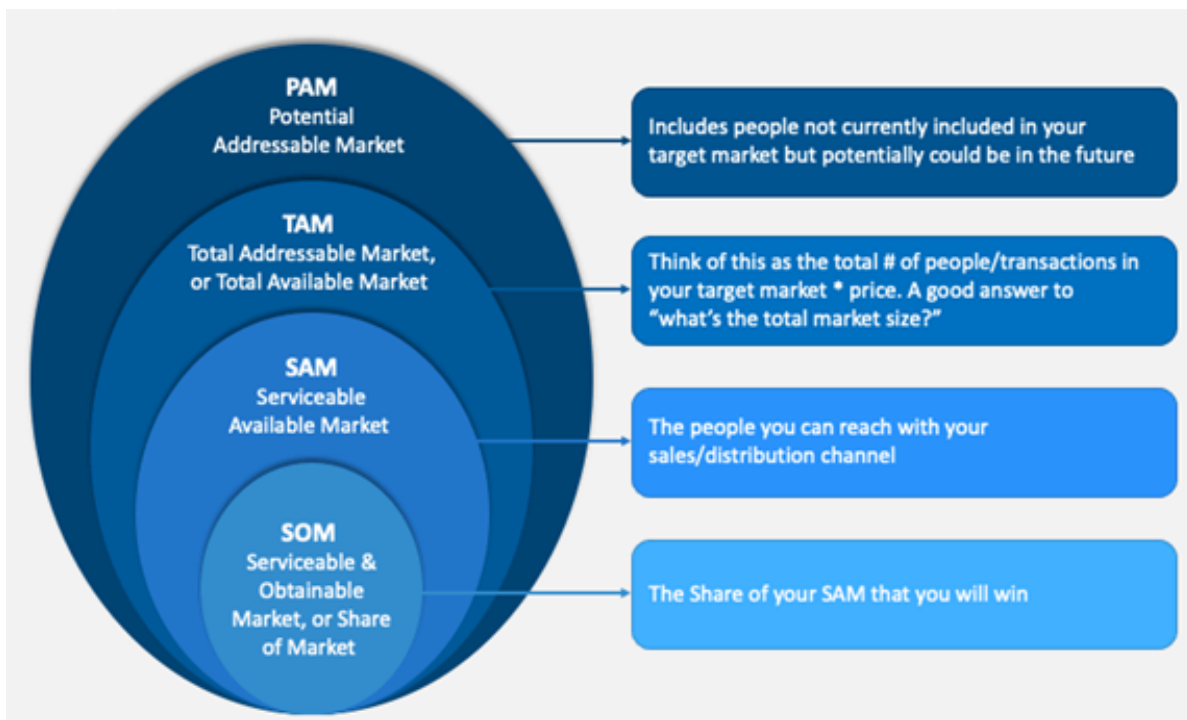 PAM
Potential
Addressable Market
Includes people not currently included in your
target market but potentially could be in the future
TAM
Total Addressable Market,
or Total Available Market
Think of this as the total # of people/transactions in
your target market * price. A good answer to
“what’s the total market size?”
SAM
Serviceable
Available Market
The people you can reach with your
sales/distribution channel
SOM
Serviceable &
Obtainable
Market, or Share
of Market
The Share of your SAM that you will win